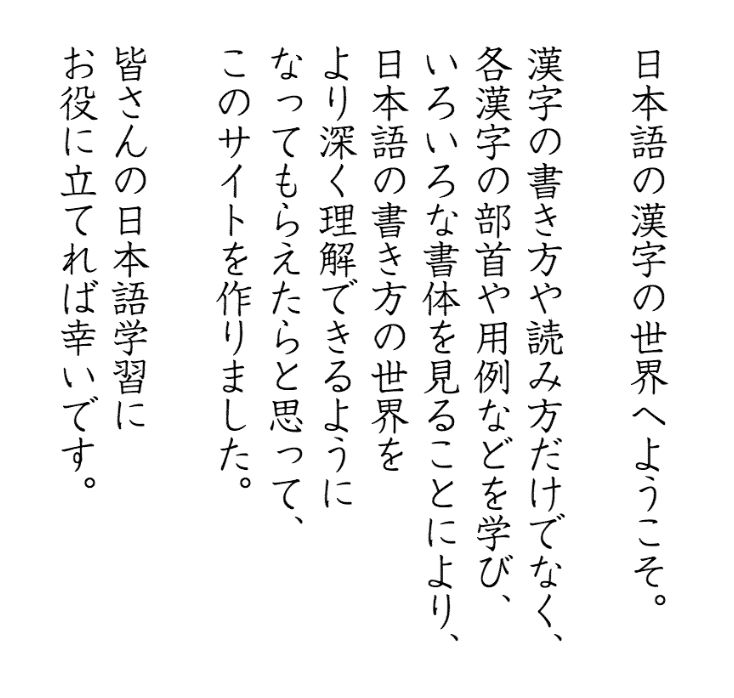 日本語の漢字の世界へようこそ。
漢字の書き方や読み方だけでなく、
各漢字の部首や用例などを学び、
いろいろな書体を見ることにより、
日本語の書き方の世界を
より深く理解できるように
なってもらえたらと思って、
このサイトを作りました。
皆さんの日本語学習に
お役に立てれば幸いです。